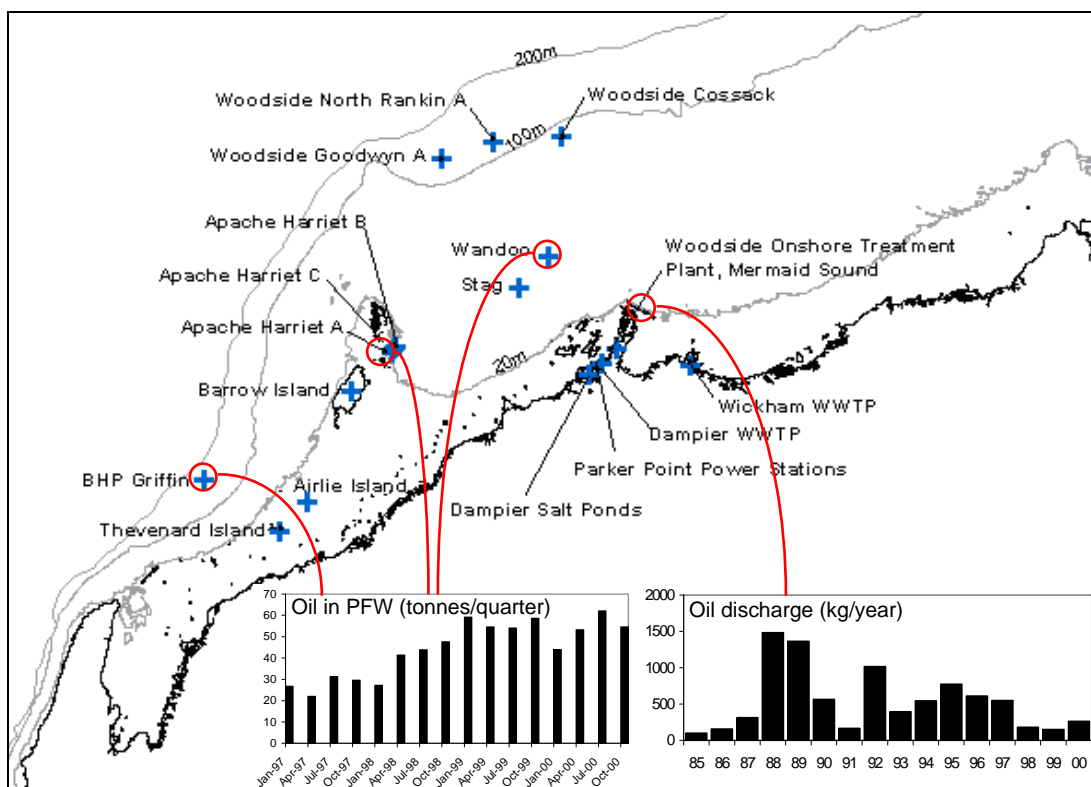 200m
Woodside North Rankin A
Woodside Cossack
100m
Woodside Goodwyn A
Apache Harriet B
Wandoo
Woodside Onshore Treatment
Plant, Mermaid Sound
Apache Harriet C
Stag
Apache Harriet A
20m
Barrow Island
Wickham WWTP
Dampier WWTP
BHP Griffin
Airlie Island
Parker Point Power Stations
Dampier Salt Ponds
Thevenard Island
Oil in PFW (tonnes/quarter)
70
60
50
40
30
20
10
0
Jan-97
Apr-97
Jul-97
Oct-97
Jan-98
Apr-98
Jul-98
Oct-98
Jan-99
Apr-99
Jul-99
Oct-99
Jan-00
Apr-00
Jul-00
Oct-00
Oil discharge (kg/year)
2000
1500
1000
500
0
85 86 87 88 89 90 91 92 93 94 95 96 97 98 99 00